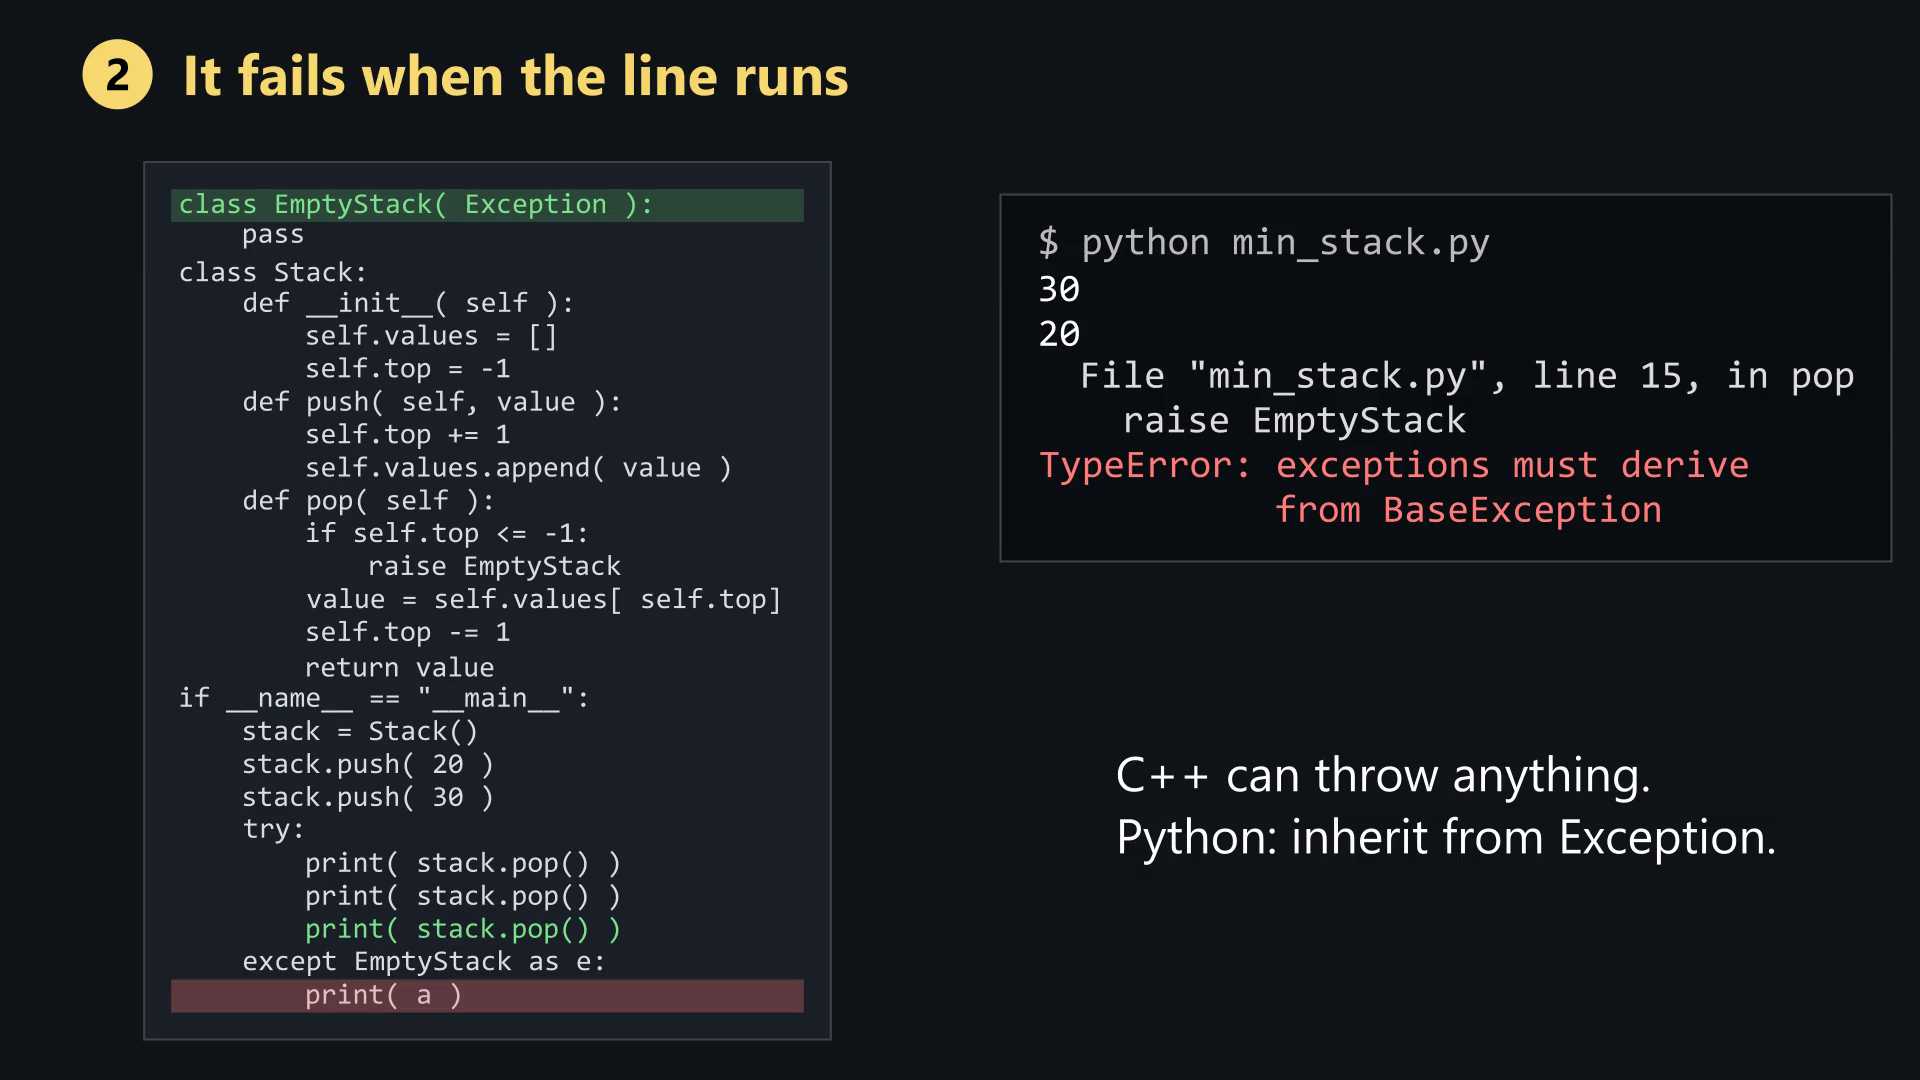 2 It fails when the line runs
class EmptyStack( Exception ):
    pass
class Stack:
    def __init__( self ):
        self.values = []
        self.top = -1
    def push( self, value ):
        self.top += 1
        self.values.append( value )
    def pop( self ):
        if self.top <= -1:
            raise EmptyStack
        value = self.values[ self.top]
        self.top -= 1
        return value
if __name__ == "__main__":
    stack = Stack()
    stack.push( 20 )
    stack.push( 30 )
    try:
        print( stack.pop() )
        print( stack.pop() )
        print( stack.pop() )
    except EmptyStack as e:
        print( a )
$ python min_stack.py
30
20
  File "min_stack.py", line 15, in pop
    raise EmptyStack
TypeError: exceptions must derive
           from BaseException
C++ can throw anything.
Python: inherit from Exception.